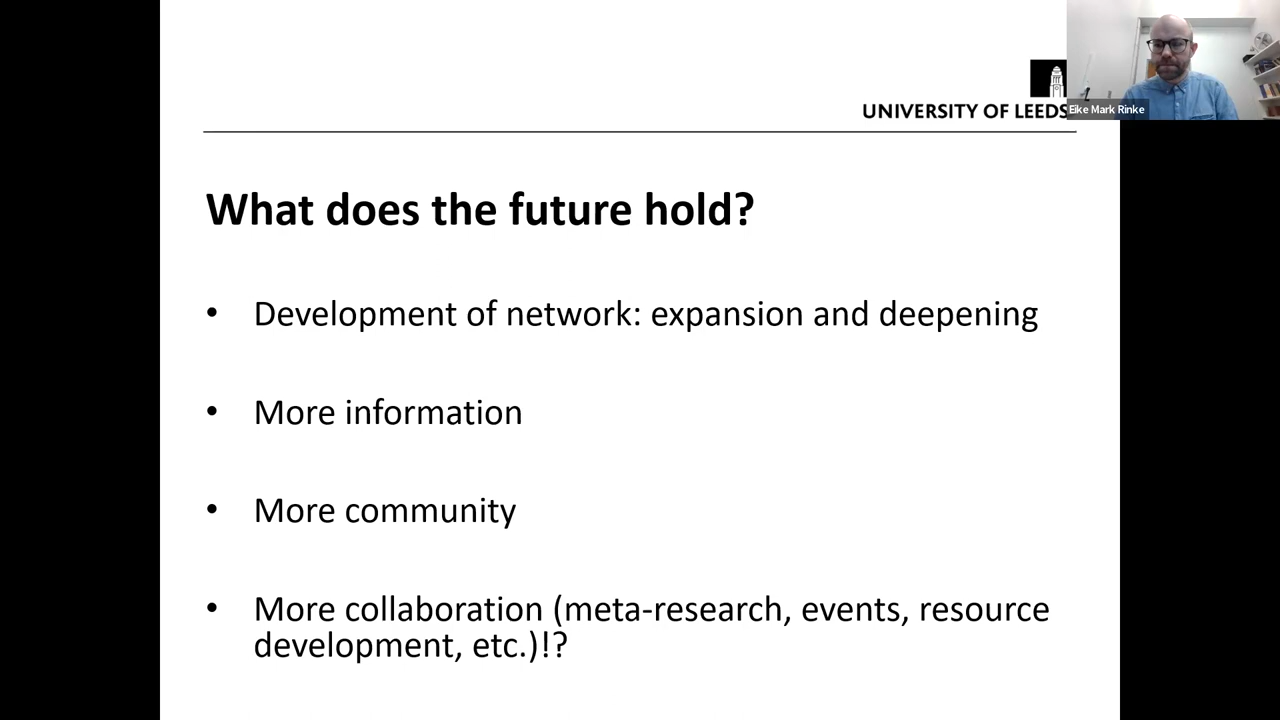 UNIVERSITY OF LEEDS
Eike Mark Rinke
What does the future hold?
• Development of network: expansion and deepening
• More information
• More community
• More collaboration (meta-research, events, resource
development, etc.)!?